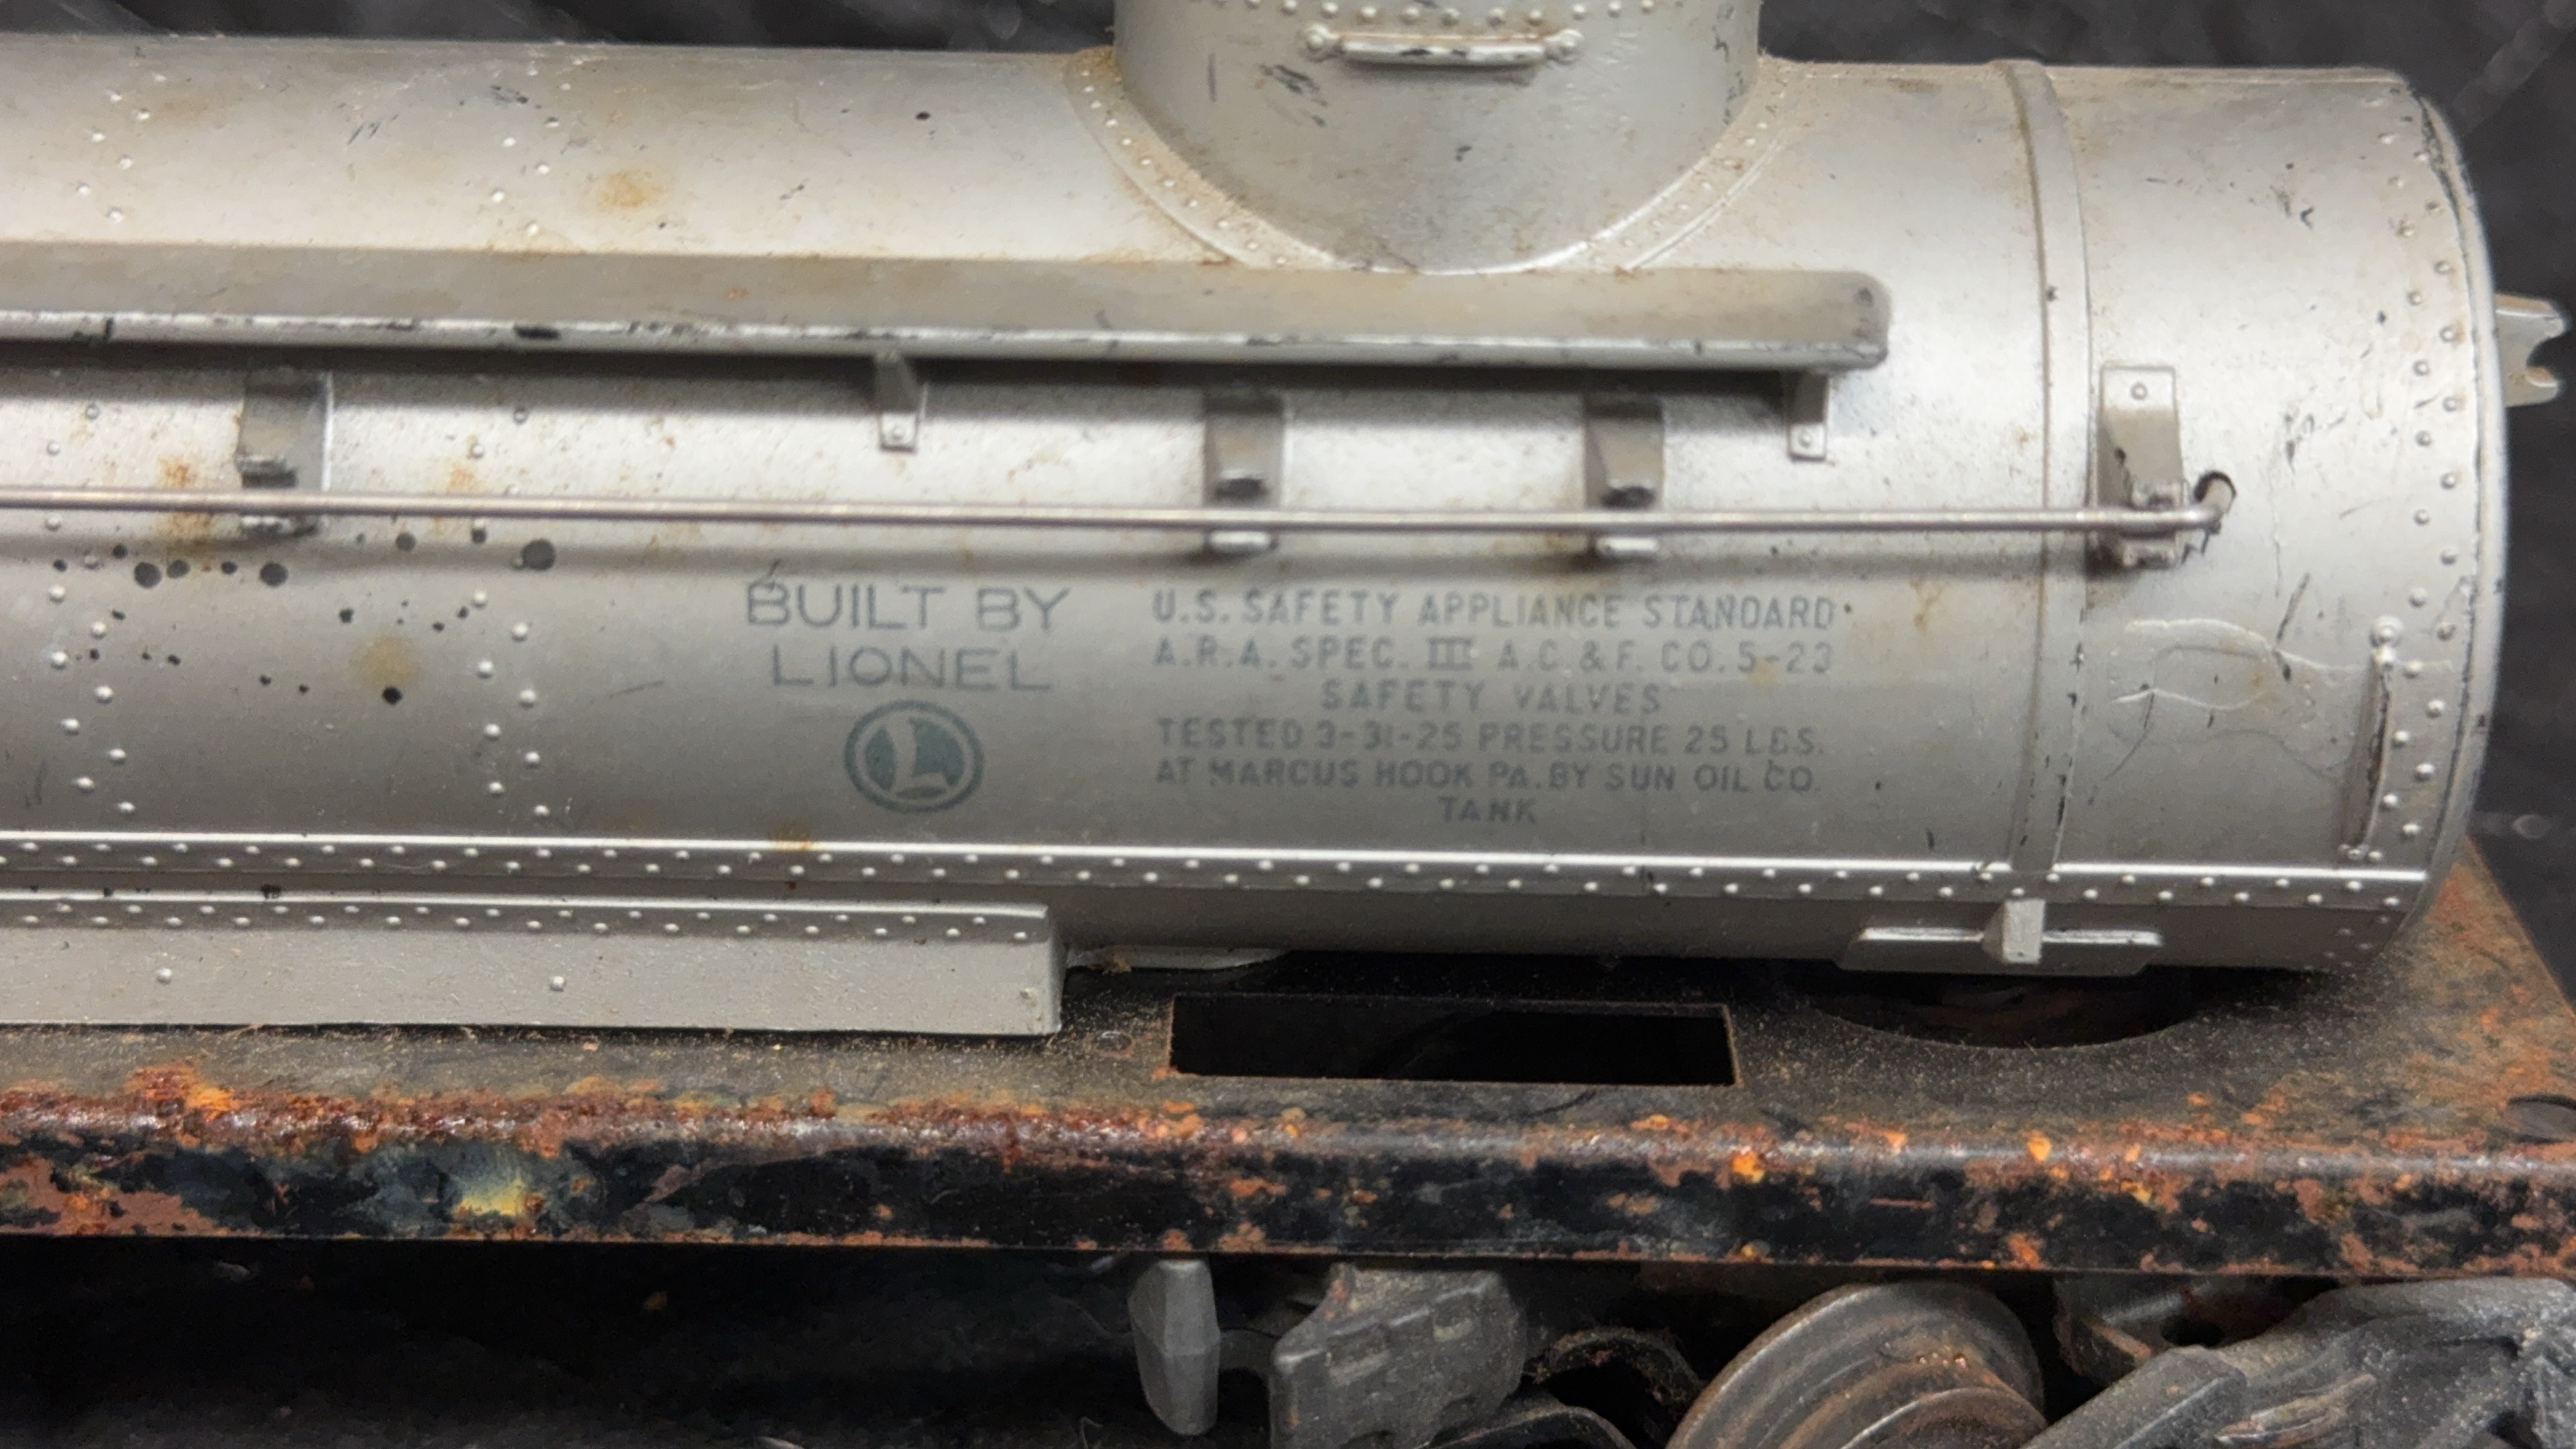 BUILT BY
LIONEL
L
U.S. SAFETY APPLIANCE STANDARD
A.R.A. SPEC. III A.C. & F. CO. 5-23
SAFETY VALVES
TESTED 3-31-25 PRESSURE 25 LBS.
AT MARCUS HOOK PA. BY SUN OIL CO.
TANK